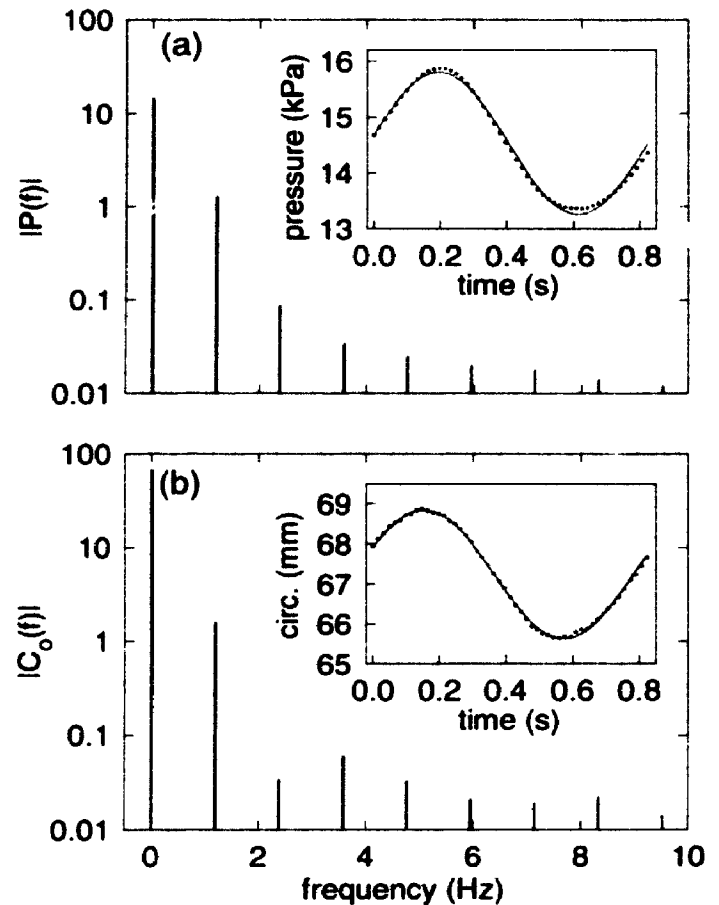 100
(a)
10
1
0.1
0.01
|P(f)|
16
15
14
13
pressure (kPa)
0.0 0.2 0.4 0.6 0.8
time (s)
100
(b)
10
1
0.1
0.01
|C_o(f)|
69
68
67
66
65
circ. (mm)
0.0 0.2 0.4 0.6 0.8
time (s)
0 2 4 6 8 10
frequency (Hz)